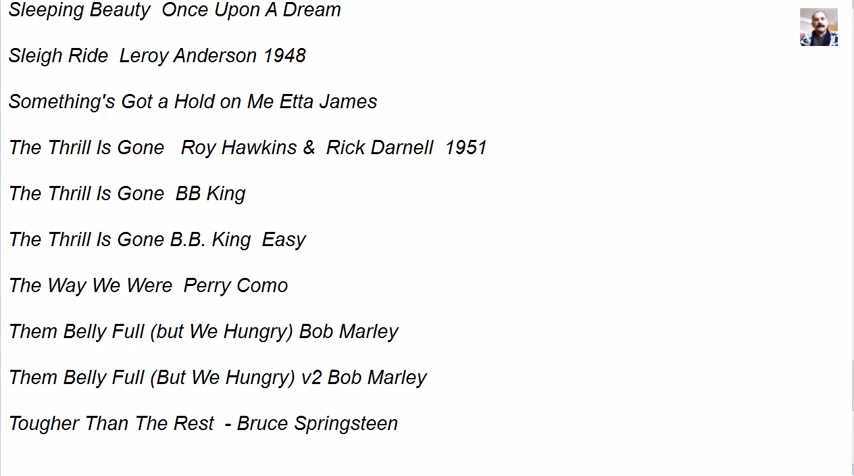 Sleeping Beauty  Once Upon A Dream
Sleigh Ride  Leroy Anderson 1948
Something's Got a Hold on Me Etta James
The Thrill Is Gone   Roy Hawkins &  Rick Darnell  1951
The Thrill Is Gone  BB King
The Thrill Is Gone B.B. King  Easy
The Way We Were  Perry Como
Them Belly Full (but We Hungry) Bob Marley
Them Belly Full (But We Hungry) v2 Bob Marley
Tougher Than The Rest  - Bruce Springsteen